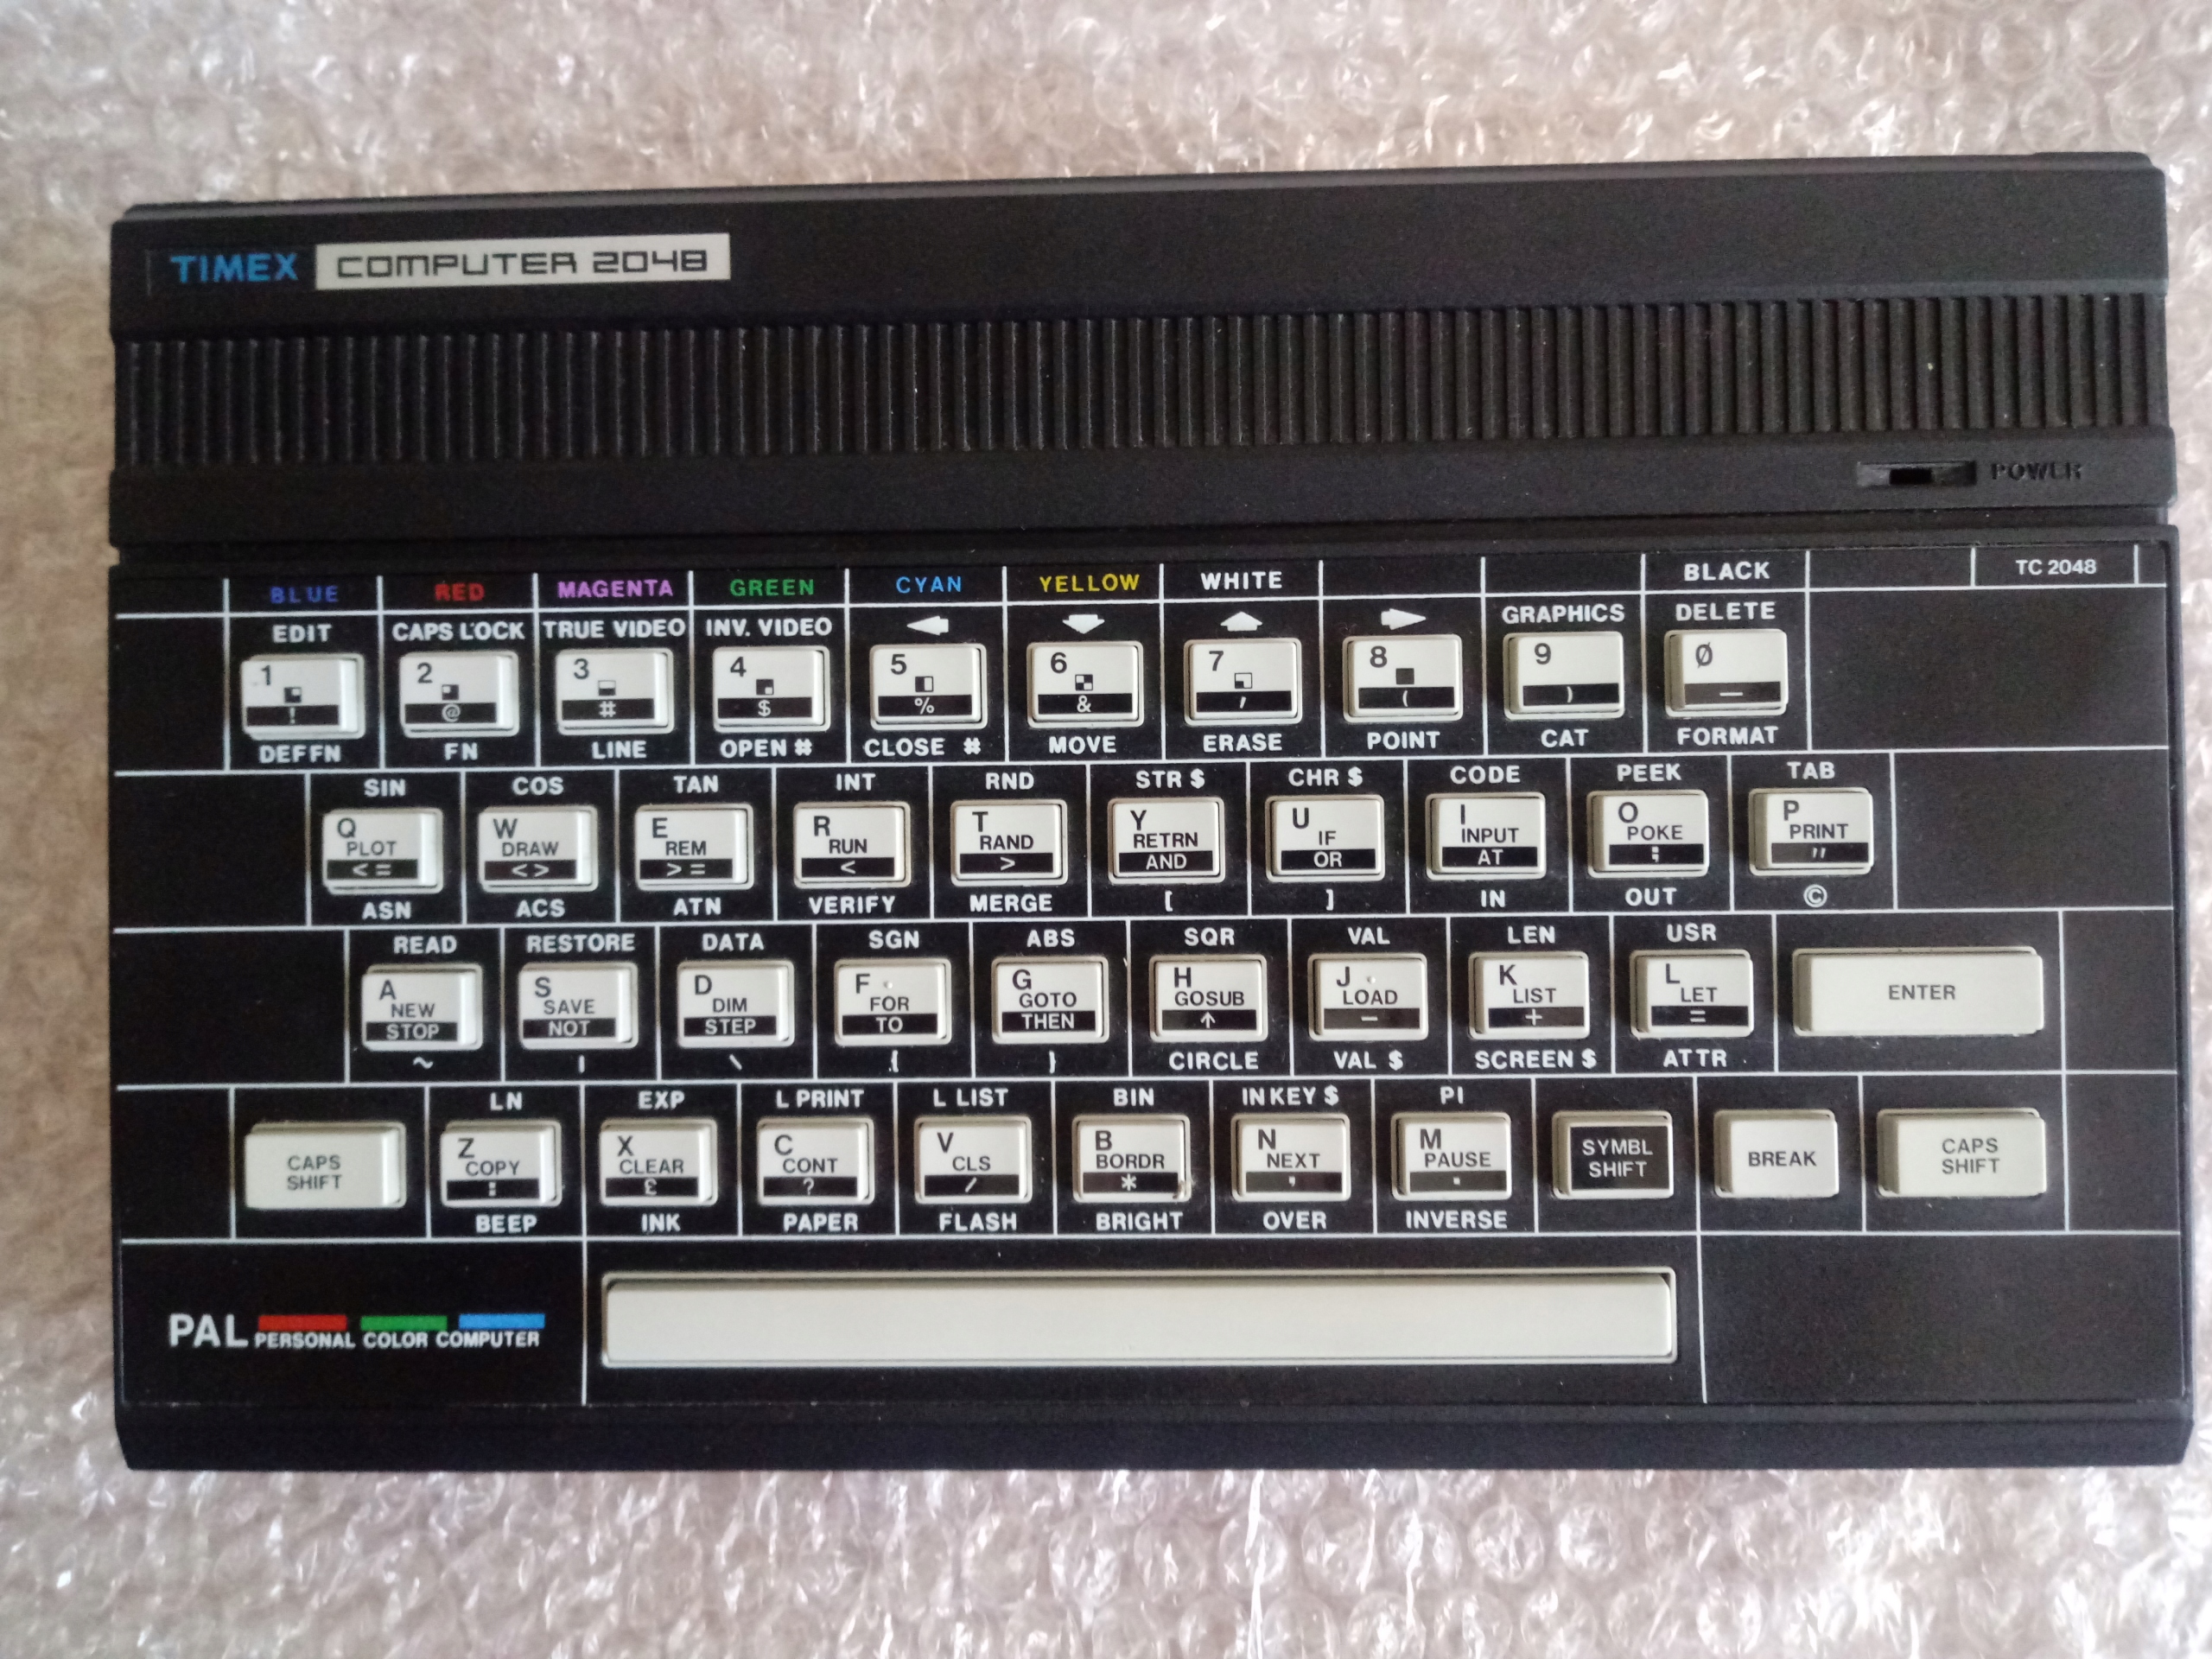 TIMEX COMPUTER 2048
POWER
BLUE RED MAGENTA GREEN CYAN YELLOW WHITE BLACK TC 2048
EDIT CAPS LOCK TRUE VIDEO INV. VIDEO GRAPHICS DELETE
1 2 3 4 5 6 7 8 9 Ø
! @ # $ % & ' ( ) _
DEF FN FN LINE OPEN # CLOSE # MOVE ERASE POINT CAT FORMAT
SIN COS TAN INT RND STR $ CHR $ CODE PEEK TAB
Q W E R T Y U I O P
PLOT DRAW REM RUN RAND RETRN IF INPUT POKE PRINT
<= <> >= < > AND OR AT ; "
ASN ACS ATN VERIFY MERGE [ ] IN OUT ©
READ RESTORE DATA SGN ABS SQR VAL LEN USR
A S D F G H J K L
NEW SAVE DIM FOR GOTO GOSUB LOAD LIST LET ENTER
STOP NOT STEP TO THEN ↑ − + =
~ | \ { } CIRCLE VAL $ SCREEN $ ATTR
LN EXP L PRINT L LIST BIN INKEY $ PI
Z X C V B N M
CAPS SHIFT COPY CLEAR CONT CLS BORDR NEXT PAUSE SYMBL SHIFT BREAK CAPS SHIFT
: £ ? / * , .
BEEP INK PAPER FLASH BRIGHT OVER INVERSE
PAL PERSONAL COLOR COMPUTER